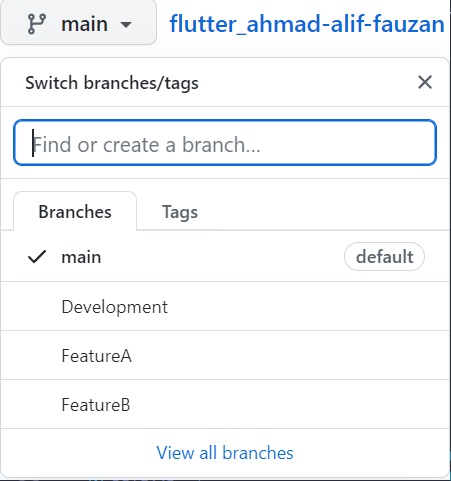 main flutter_ahmad-alif-fauzan
Switch branches/tags
Find or create a branch...
Branches Tags
main default
Development
FeatureA
FeatureB
View all branches